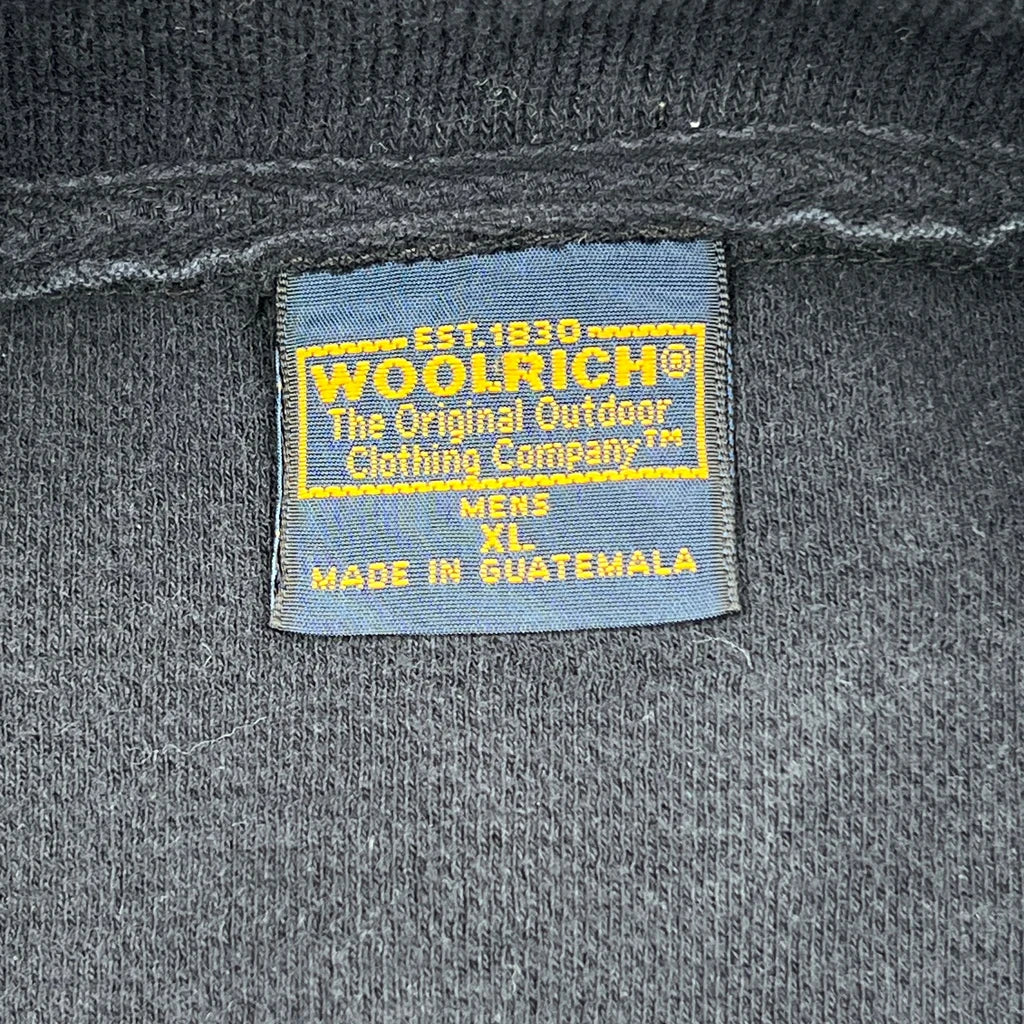 EST. 1830
WOOLRICH®
The Original Outdoor
Clothing Company™
MENS
XL
MADE IN GUATEMALA